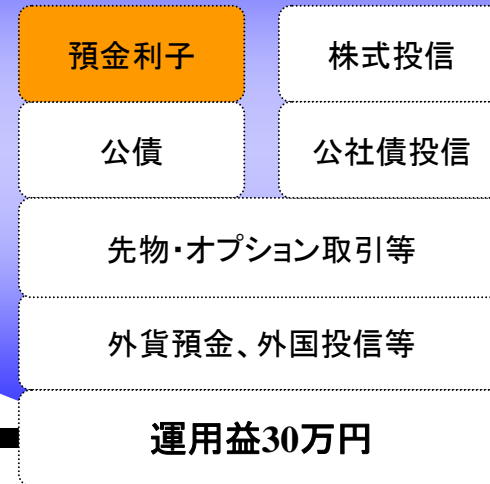 預金利子
株式投信
公債
公社債投信
先物・オプション取引等
外貨預金、外国投信等
運用益30万円